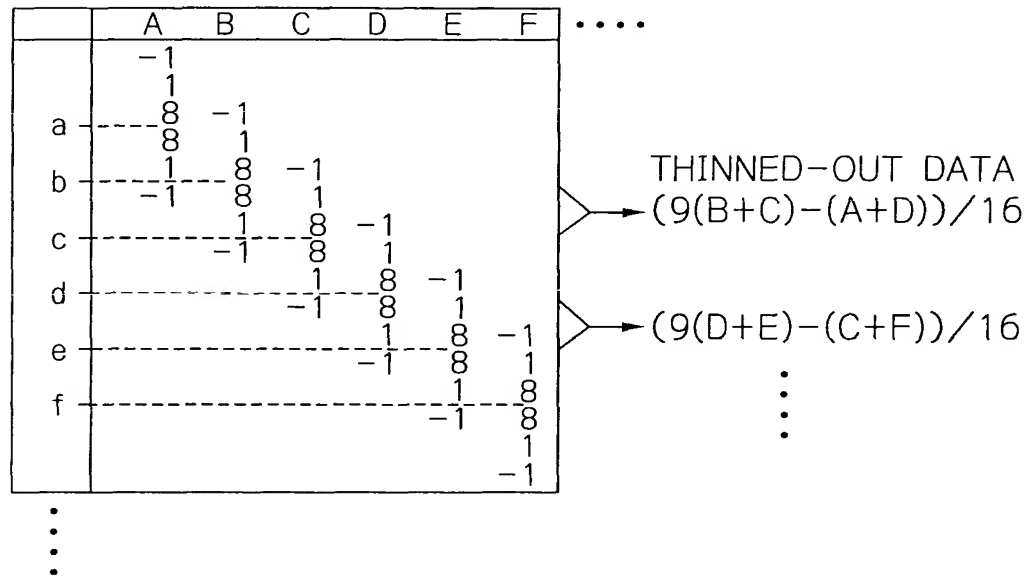 A B C D E F ····
−1
1
8 −1
a
8 1
1 8 −1
b
−1 8 1
1 8 −1
c
−1 8 1
1 8 −1
d
−1 8 1
1 8 −1
e
−1 8 1
1 8
f
−1 8
1
−1
THINNED-OUT DATA
(9(B+C)-(A+D))/16
(9(D+E)-(C+F))/16